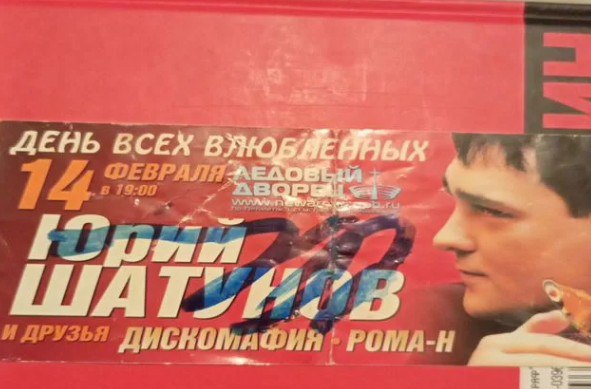 ДЕНЬ ВСЕХ ВЛЮБЛЕННЫХ
14 ФЕВРАЛЯ
в 19:00
ЛЕДОВЫЙ
ДВОРЕЦ
Юрий
ШАТУНОВ
И ДРУЗЬЯ ДИСКОМАФИЯ · РОМА-Н